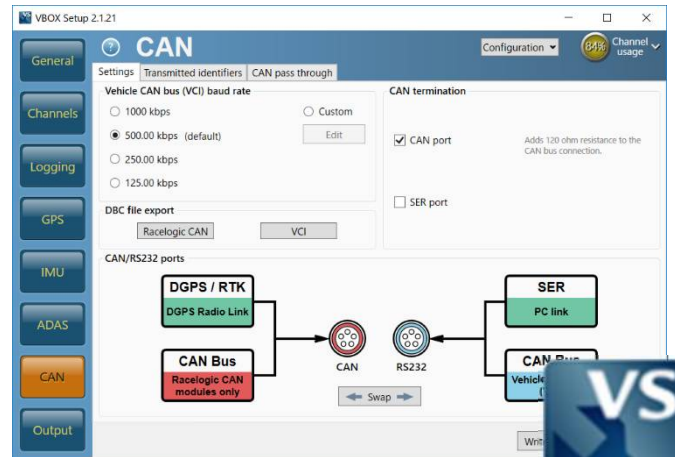 VBOX Setup 2.1.21
CAN
Configuration
84%
Channel
usage
General
Channels
Logging
GPS
IMU
ADAS
CAN
Output
Settings
Transmitted identifiers
CAN pass through
Vehicle CAN bus (VCI) baud rate
1000 kbps
Custom
500.00 kbps (default)
Edit
250.00 kbps
125.00 kbps
DBC file export
Racelogic CAN
VCI
CAN termination
CAN port
Adds 120 ohm resistance to the
CAN bus connection.
SER port
CAN/RS232 ports
DGPS / RTK
DGPS Radio Link
CAN Bus
Racelogic CAN
modules only
CAN
RS232
Swap
SER
PC link
CAN
Vehicle
VS